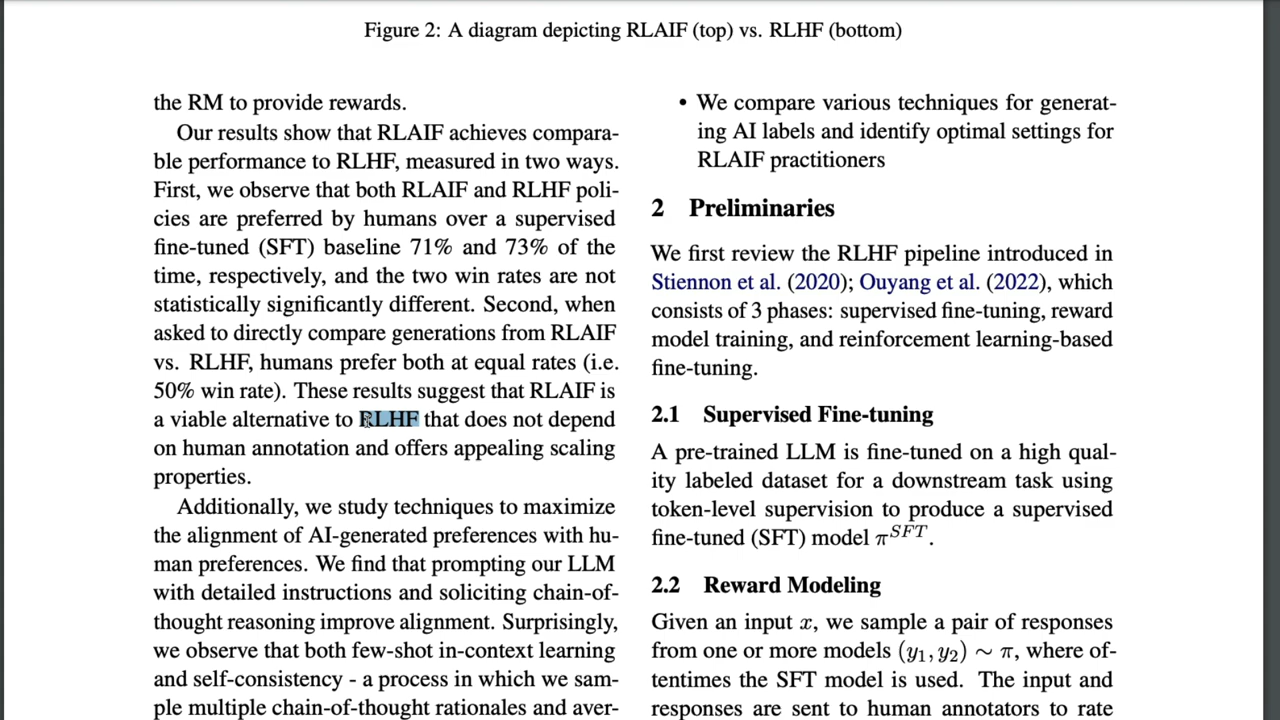 Figure 2: A diagram depicting RLAIF (top) vs. RLHF (bottom)
the RM to provide rewards.
Our results show that RLAIF achieves compara-
ble performance to RLHF, measured in two ways.
First, we observe that both RLAIF and RLHF poli-
cies are preferred by humans over a supervised
fine-tuned (SFT) baseline 71% and 73% of the
time, respectively, and the two win rates are not
statistically significantly different. Second, when
asked to directly compare generations from RLAIF
vs. RLHF, humans prefer both at equal rates (i.e.
50% win rate). These results suggest that RLAIF is
a viable alternative to RLHF that does not depend
on human annotation and offers appealing scaling
properties.
Additionally, we study techniques to maximize
the alignment of AI-generated preferences with hu-
man preferences. We find that prompting our LLM
with detailed instructions and soliciting chain-of-
thought reasoning improve alignment. Surprisingly,
we observe that both few-shot in-context learning
and self-consistency - a process in which we sam-
ple multiple chain-of-thought rationales and aver-
• We compare various techniques for generat-
ing AI labels and identify optimal settings for
RLAIF practitioners
2 Preliminaries
We first review the RLHF pipeline introduced in
Stiennon et al. (2020); Ouyang et al. (2022), which
consists of 3 phases: supervised fine-tuning, reward
model training, and reinforcement learning-based
fine-tuning.
2.1 Supervised Fine-tuning
A pre-trained LLM is fine-tuned on a high qual-
ity labeled dataset for a downstream task using
token-level supervision to produce a supervised
fine-tuned (SFT) model π^SFT.
2.2 Reward Modeling
Given an input x, we sample a pair of responses
from one or more models (y₁, y₂) ∼ π, where of-
tentimes the SFT model is used. The input and
responses are sent to human annotators to rate